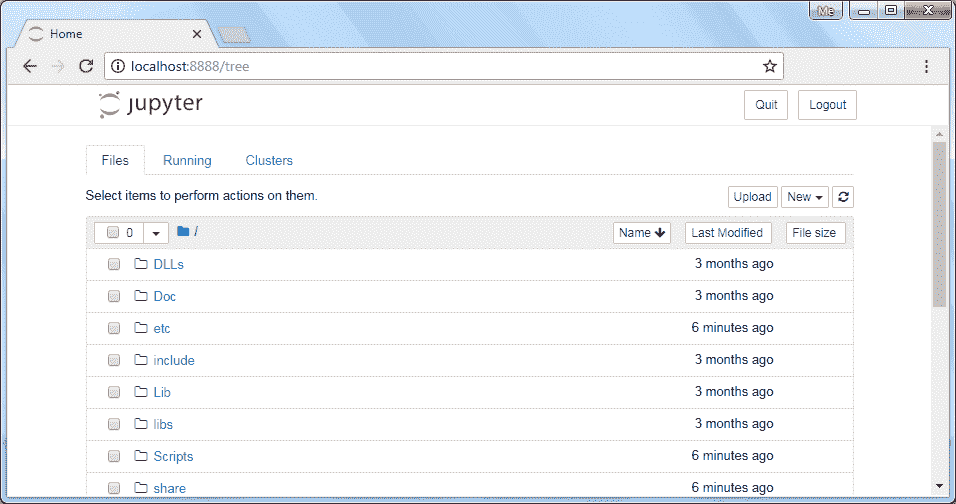 Me
Home
localhost:8888/tree
jupyter
Quit Logout
Files Running Clusters
Select items to perform actions on them.
Upload New
0 / Name Last Modified File size
DLLs 3 months ago
Doc 3 months ago
etc 6 minutes ago
include 3 months ago
Lib 3 months ago
libs 3 months ago
Scripts 6 minutes ago
share 6 minutes ago